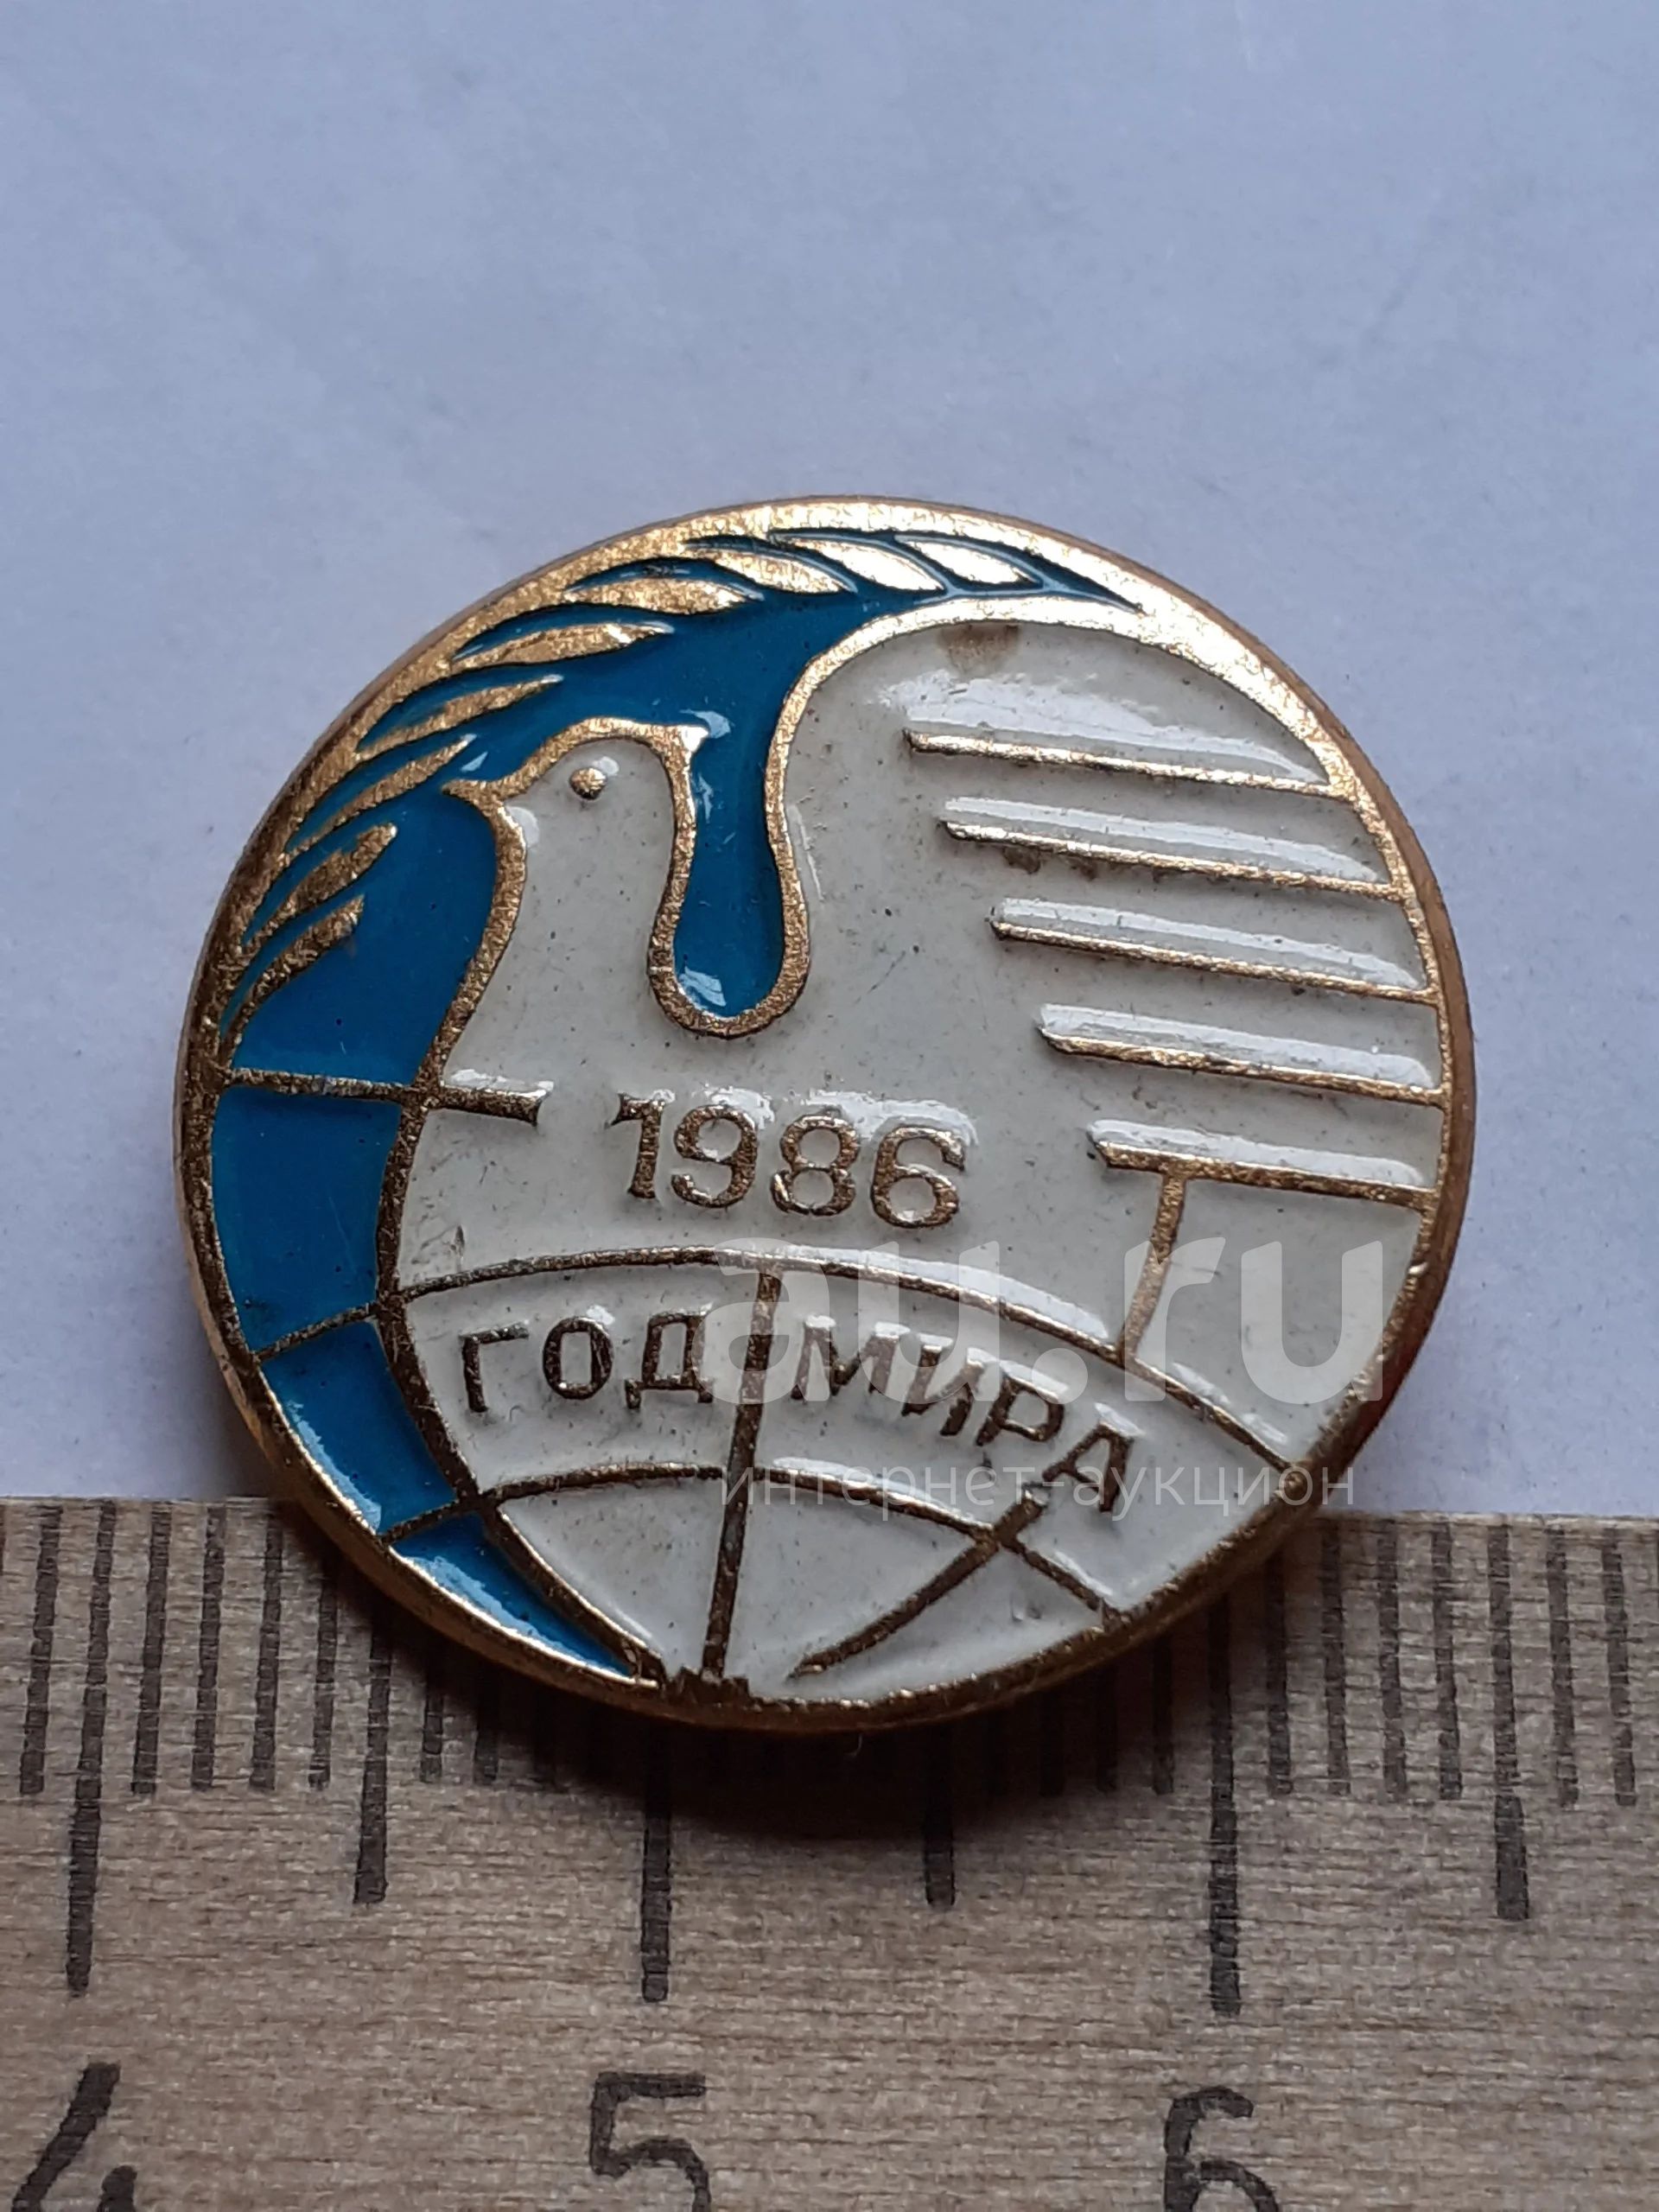 1986
ГОД МИРА
au.ru
интернет-аукцион
4 5 6